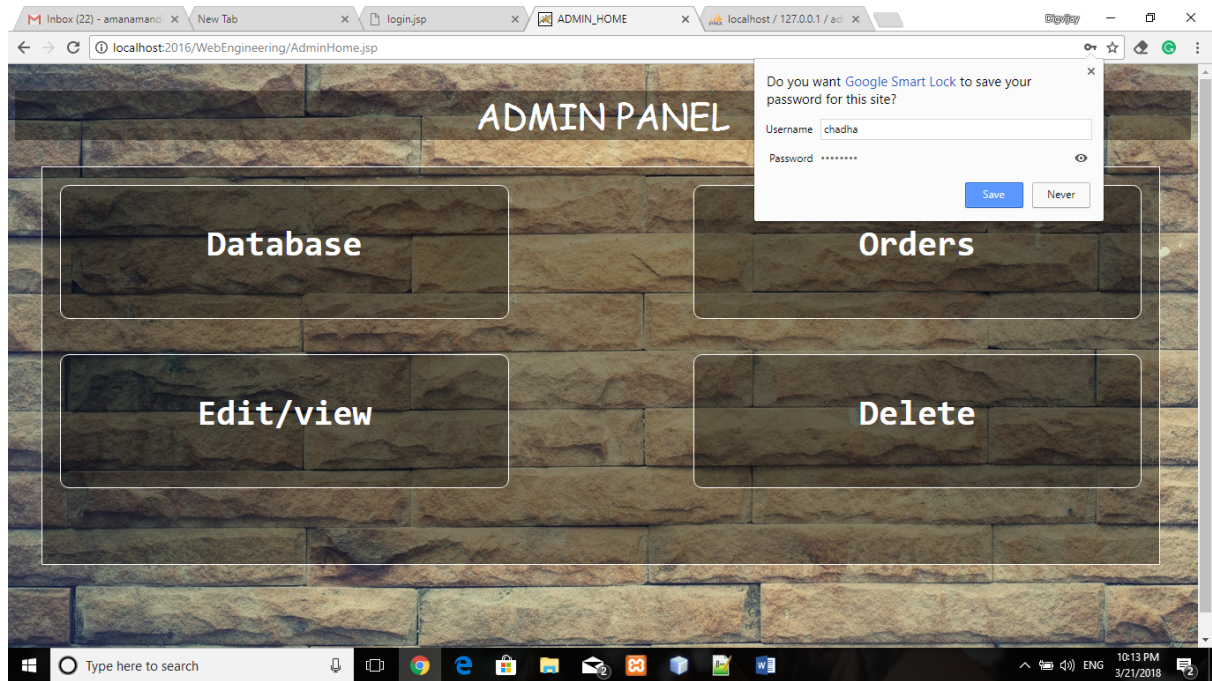 Inbox (22) - amanamand
New Tab
login.jsp
ADMIN_HOME
localhost / 127.0.0.1 / ad
Digvijay
localhost:2016/WebEngineering/AdminHome.jsp
Do you want Google Smart Lock to save your
password for this site?
Username chadha
Password ••••••••
Save Never
ADMIN PANEL
Database
Orders
Edit/view
Delete
Type here to search
ENG
10:13 PM
3/21/2018
2
2